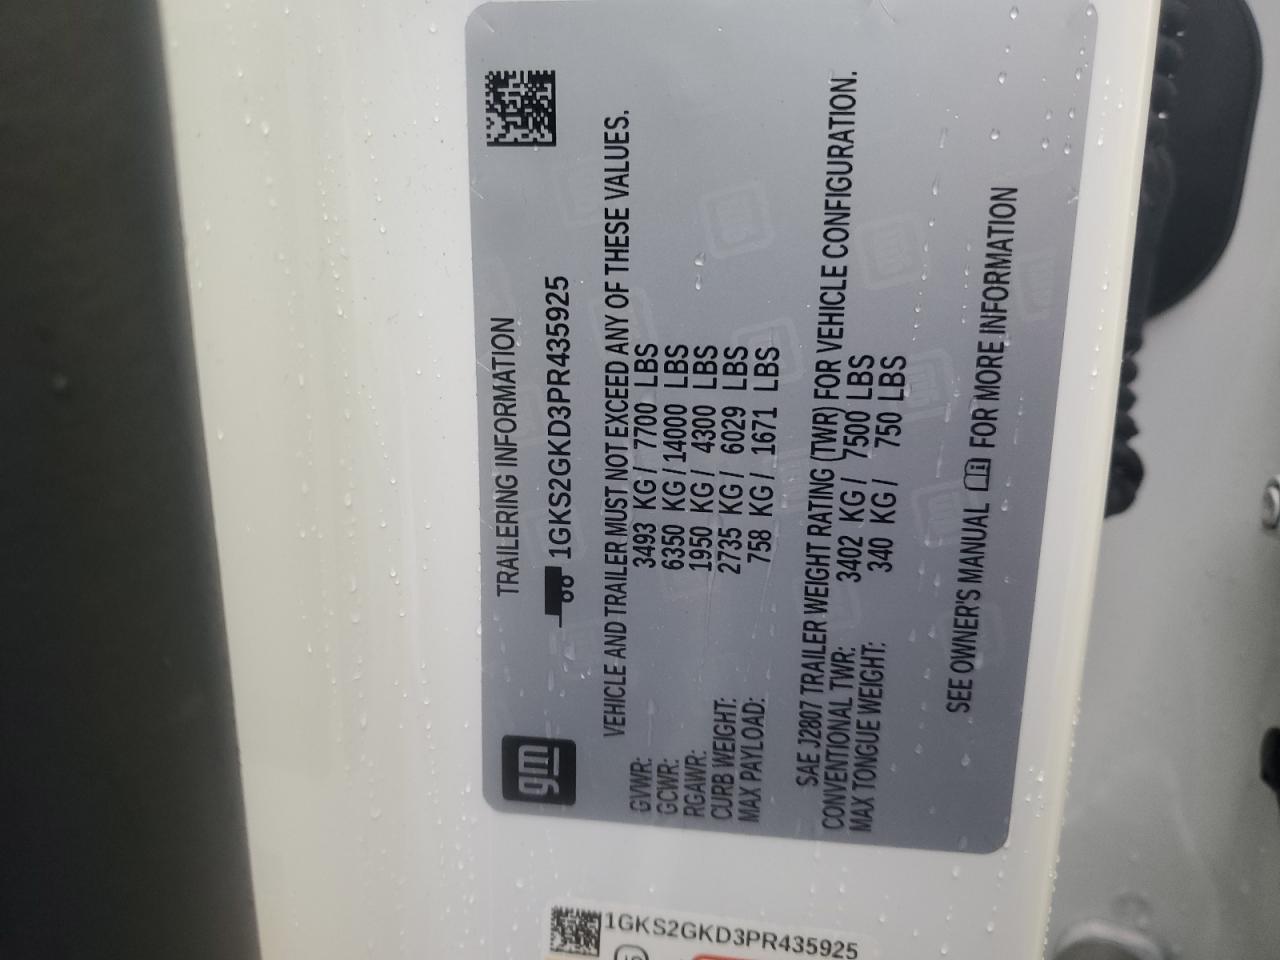 gm
TRAILERING INFORMATION
1GKS2GKD3PR435925
VEHICLE AND TRAILER MUST NOT EXCEED ANY OF THESE VALUES.
GVWR: 3493 KG / 7700 LBS
GCWR: 6350 KG / 14000 LBS
RGAWR: 1950 KG / 4300 LBS
CURB WEIGHT: 2735 KG / 6029 LBS
MAX PAYLOAD: 758 KG / 1671 LBS
SAE J2807 TRAILER WEIGHT RATING (TWR) FOR VEHICLE CONFIGURATION.
CONVENTIONAL TWR: 3402 KG / 7500 LBS
MAX TONGUE WEIGHT: 340 KG / 750 LBS
SEE OWNER'S MANUAL FOR MORE INFORMATION
1GKS2GKD3PR435925